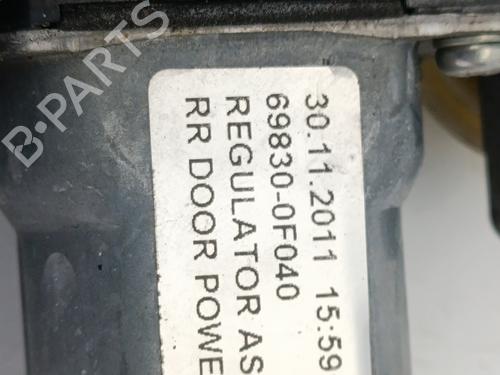 30.11.2011 15:59
69830-0F040
REGULATOR AS
RR DOOR POWE
B-PARTS